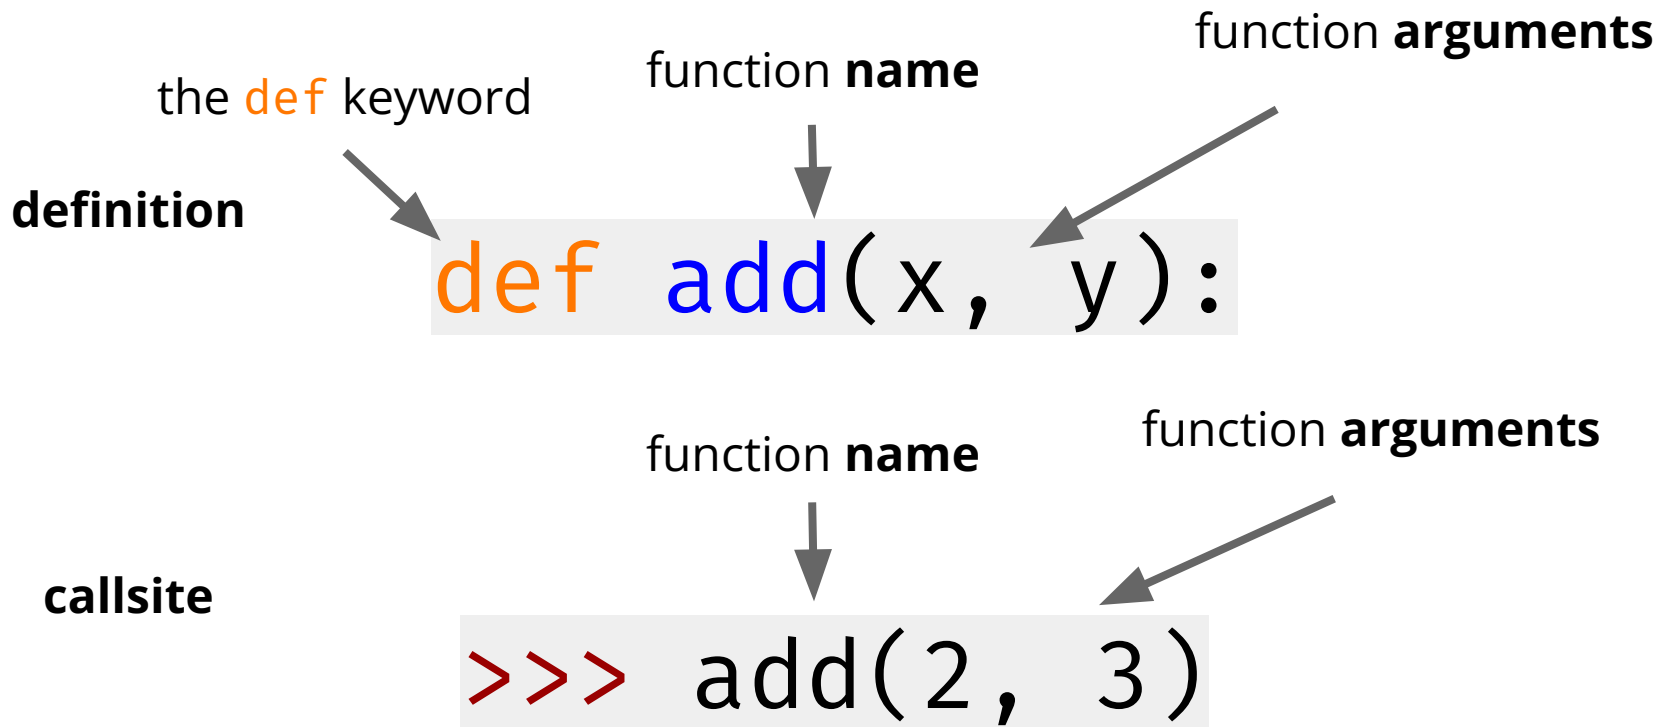 function arguments
function name
the def keyword
definition
def add(x, y):
function arguments
function name
callsite
>>> add(2, 3)